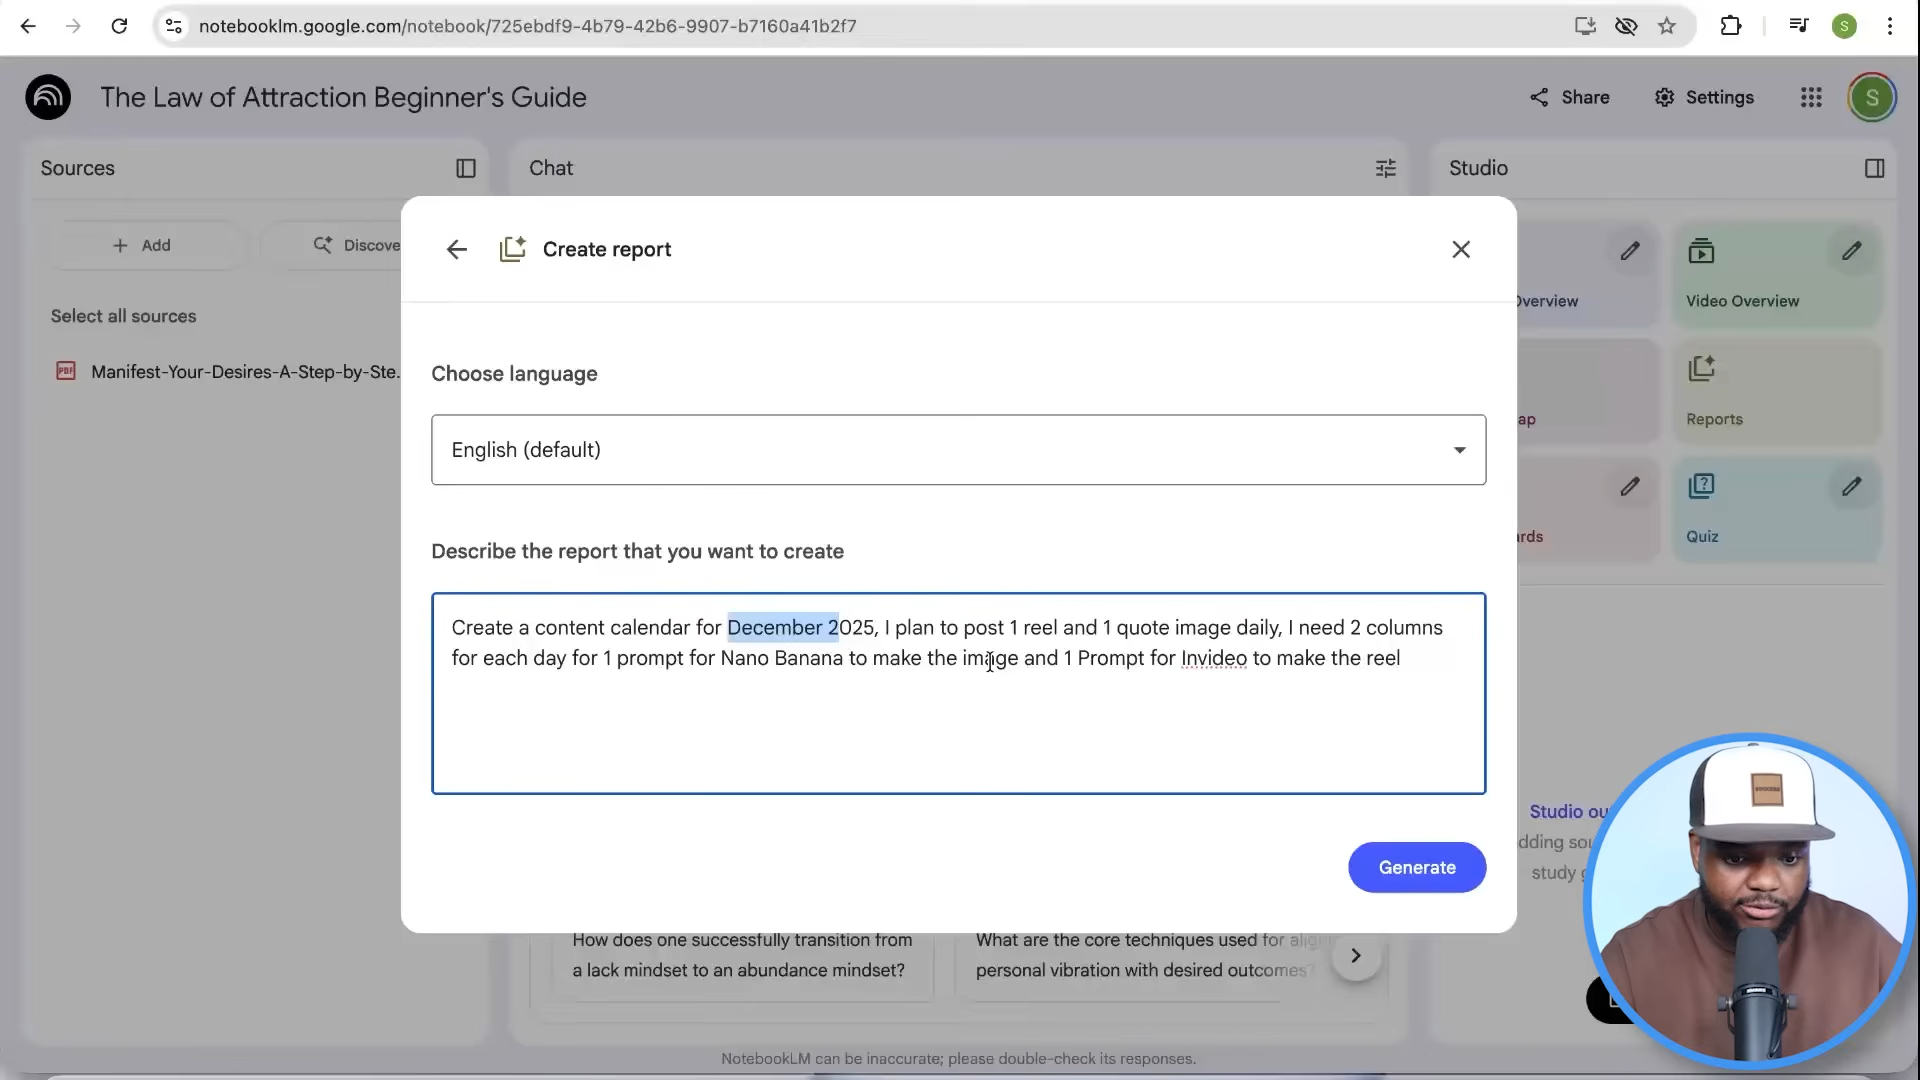 notebooklm.google.com/notebook/725ebdf9-4b79-42b6-9907-b7160a41b2f7
S
The Law of Attraction Beginner's Guide
Share
Settings
S
Sources
Chat
Studio
Add
Discove
Select all sources
PDF
Manifest-Your-Desires-A-Step-by-Ste...
Create report
Choose language
English (default)
Describe the report that you want to create
Create a content calendar for December 2025, I plan to post 1 reel and 1 quote image daily, I need 2 columns
for each day for 1 prompt for Nano Banana to make the image and 1 Prompt for Invideo to make the reel
Generate
Overview
Video Overview
ap
Reports
ards
Quiz
Studio ou
dding sou
study g
How does one successfully transition from
a lack mindset to an abundance mindset?
What are the core techniques used for align
personal vibration with desired outcomes?
NotebookLM can be inaccurate; please double-check its responses.